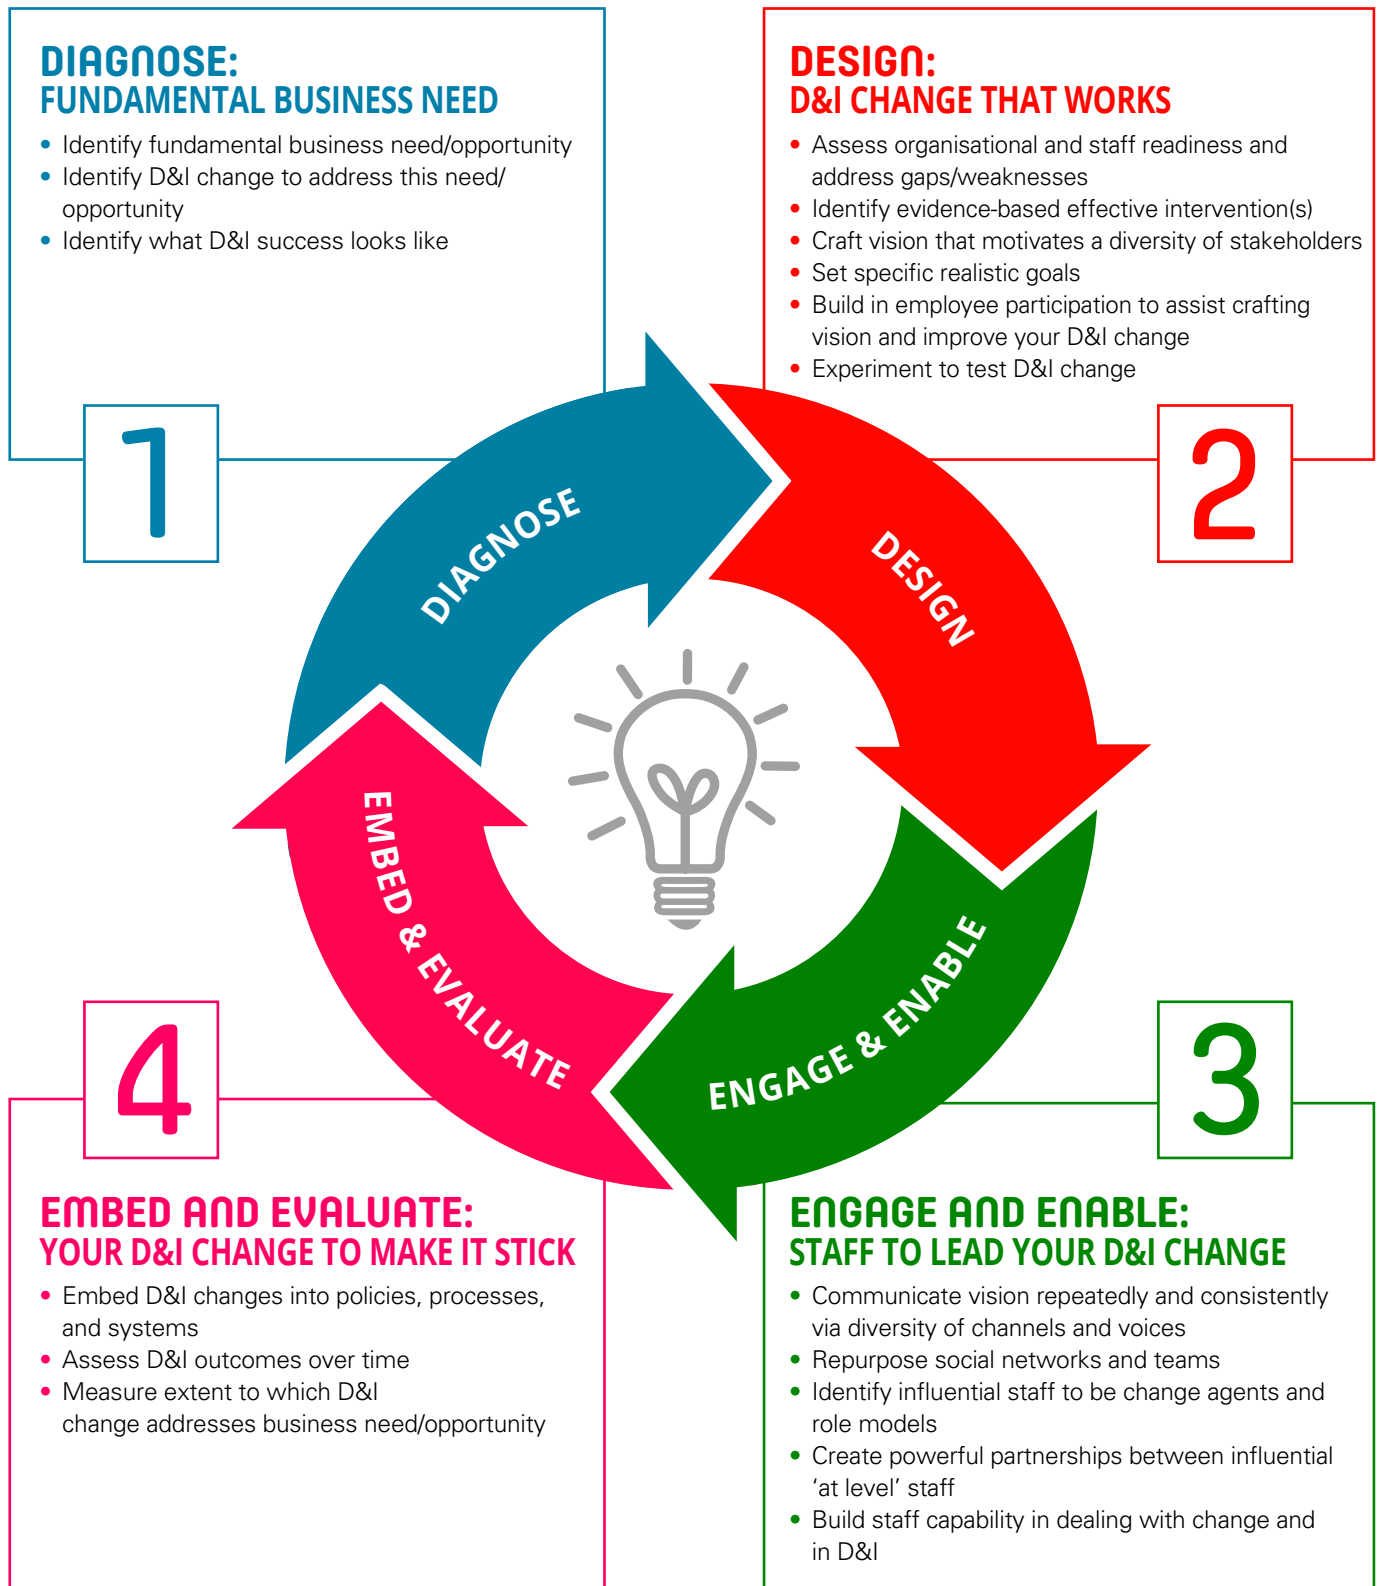 DIAGNOSE:
FUNDAMENTAL BUSINESS NEED
• Identify fundamental business need/opportunity
• Identify D&I change to address this need/
opportunity
• Identify what D&I success looks like
1
DESIGN:
D&I CHANGE THAT WORKS
• Assess organisational and staff readiness and
address gaps/weaknesses
• Identify evidence-based effective intervention(s)
• Craft vision that motivates a diversity of stakeholders
• Set specific realistic goals
• Build in employee participation to assist crafting
vision and improve your D&I change
• Experiment to test D&I change
2
DIAGNOSE
DESIGN
ENGAGE & ENABLE
EMBED & EVALUATE
4
EMBED AND EVALUATE:
YOUR D&I CHANGE TO MAKE IT STICK
• Embed D&I changes into policies, processes,
and systems
• Assess D&I outcomes over time
• Measure extent to which D&I
change addresses business need/opportunity
3
ENGAGE AND ENABLE:
STAFF TO LEAD YOUR D&I CHANGE
• Communicate vision repeatedly and consistently
via diversity of channels and voices
• Repurpose social networks and teams
• Identify influential staff to be change agents and
role models
• Create powerful partnerships between influential
‘at level’ staff
• Build staff capability in dealing with change and
in D&I